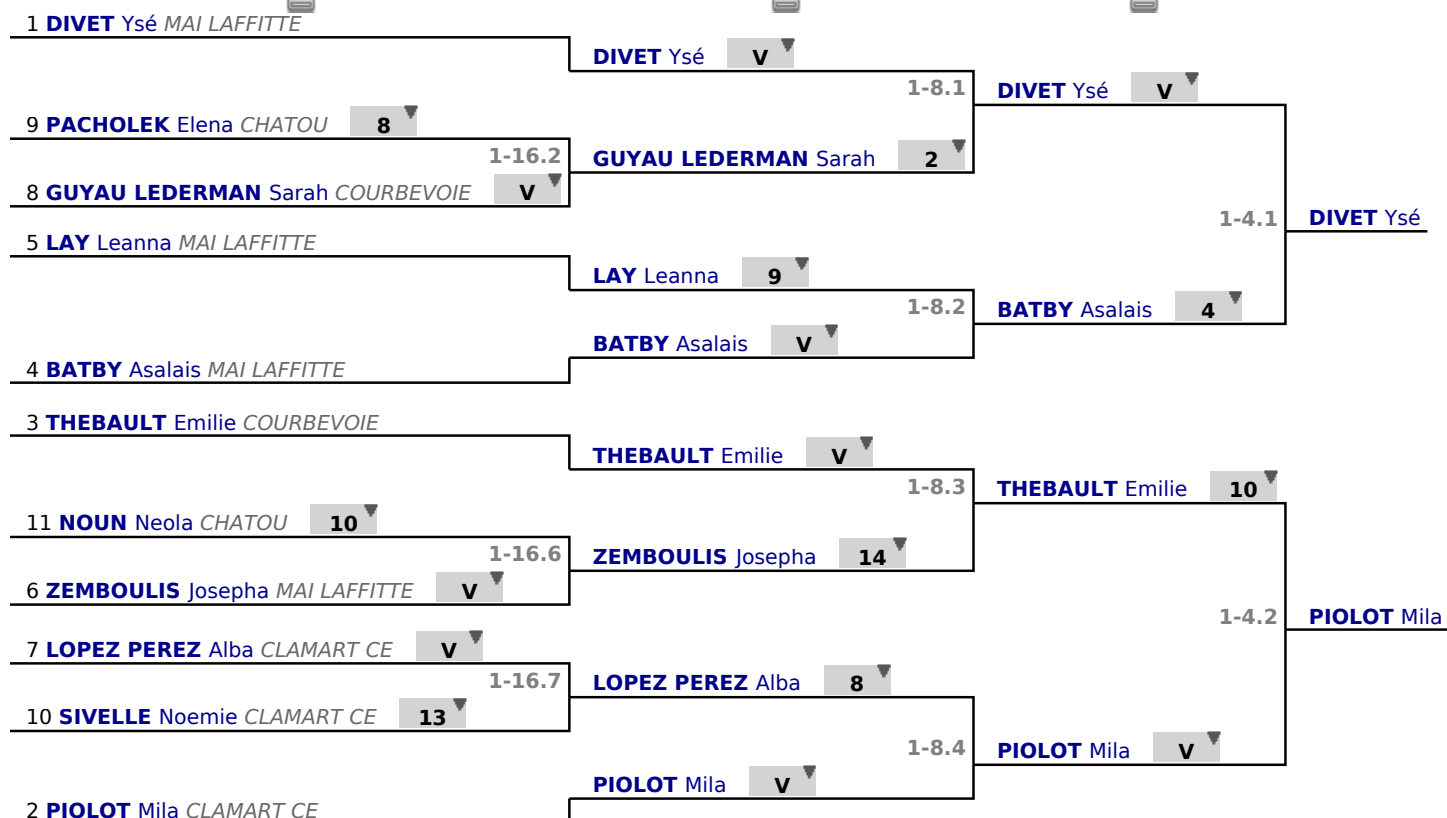 1 DIVET Ysé MAI LAFFITTE
DIVET Ysé V
1-8.1
DIVET Ysé V
9 PACHOLEK Elena CHATOU 8
1-16.2
GUYAU LEDERMAN Sarah 2
8 GUYAU LEDERMAN Sarah COURBEVOIE V
1-4.1
DIVET Ysé
5 LAY Leanna MAI LAFFITTE
LAY Leanna 9
1-8.2
BATBY Asalais 4
BATBY Asalais V
4 BATBY Asalais MAI LAFFITTE
3 THEBAULT Emilie COURBEVOIE
THEBAULT Emilie V
1-8.3
THEBAULT Emilie 10
11 NOUN Neola CHATOU 10
1-16.6
ZEMBOULIS Josepha 14
6 ZEMBOULIS Josepha MAI LAFFITTE V
1-4.2
PIOLOT Mila
7 LOPEZ PEREZ Alba CLAMART CE V
1-16.7
LOPEZ PEREZ Alba 8
10 SIVELLE Noemie CLAMART CE 13
1-8.4
PIOLOT Mila V
PIOLOT Mila V
2 PIOLOT Mila CLAMART CE